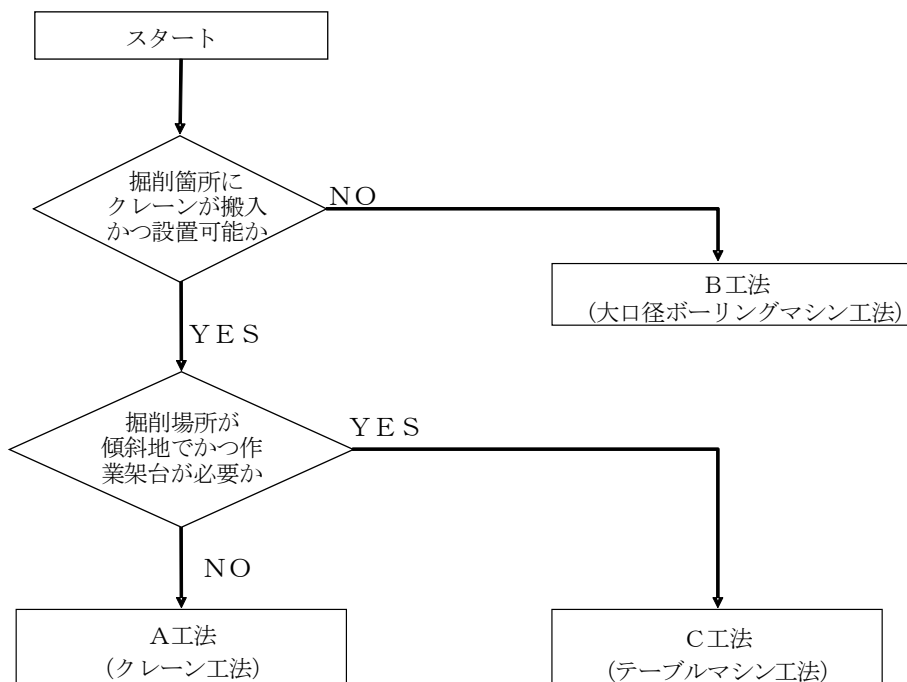 スタート
掘削箇所に
クレーンが搬入
かつ設置可能か
ＮＯ
Ｂ工法
(大口径ボーリングマシン工法)
ＹＥＳ
掘削場所が
傾斜地でかつ作
業架台が必要か
ＹＥＳ
ＮＯ
Ａ工法
(クレーン工法)
Ｃ工法
(テーブルマシン工法)